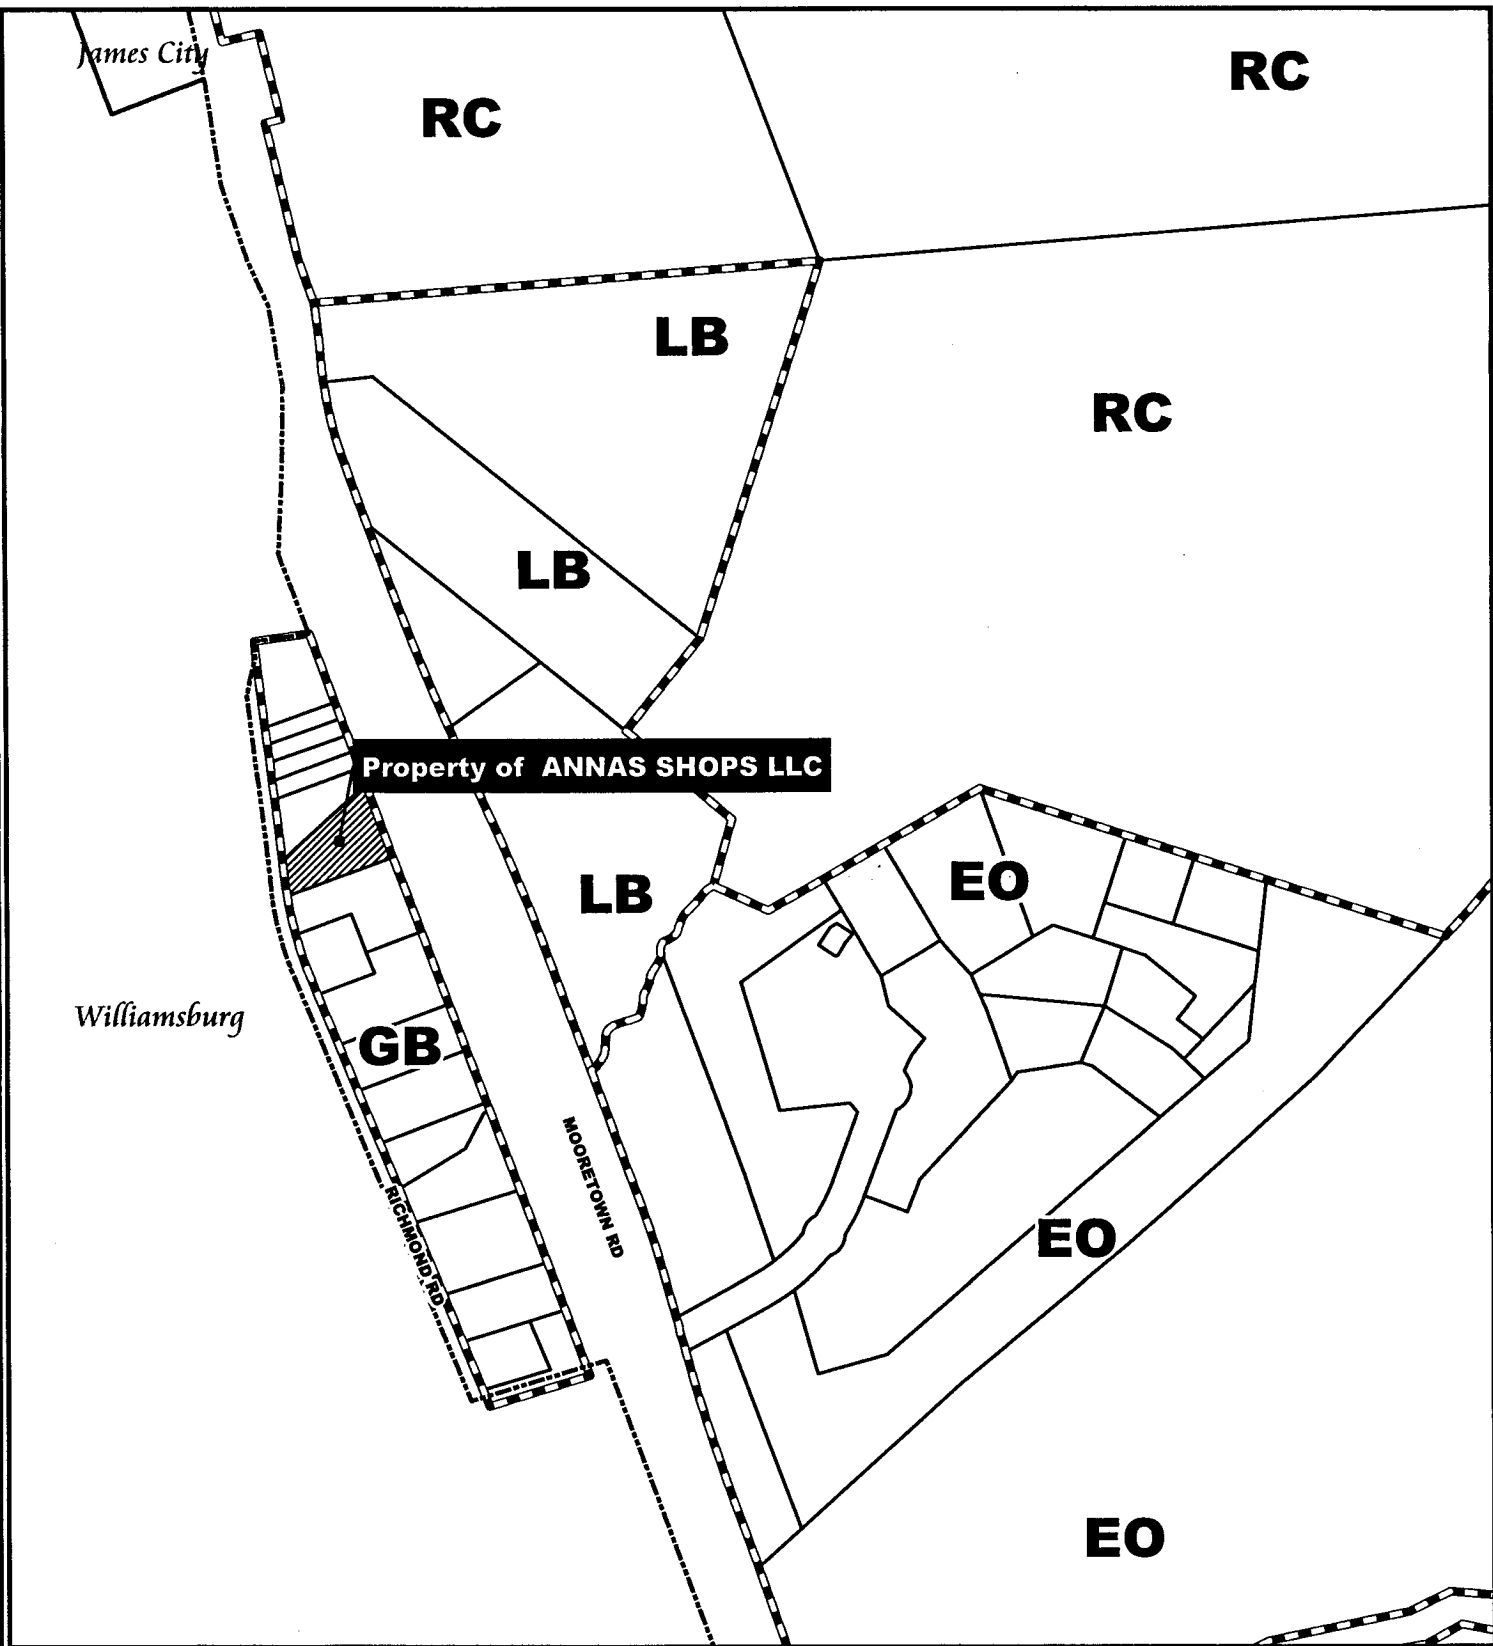 James City
RC
RC
LB
RC
LB
Property of ANNAS SHOPS LLC
EO
LB
Williamsburg
GB
MOORETOWN RD
RICHMOND RD
EO
EO